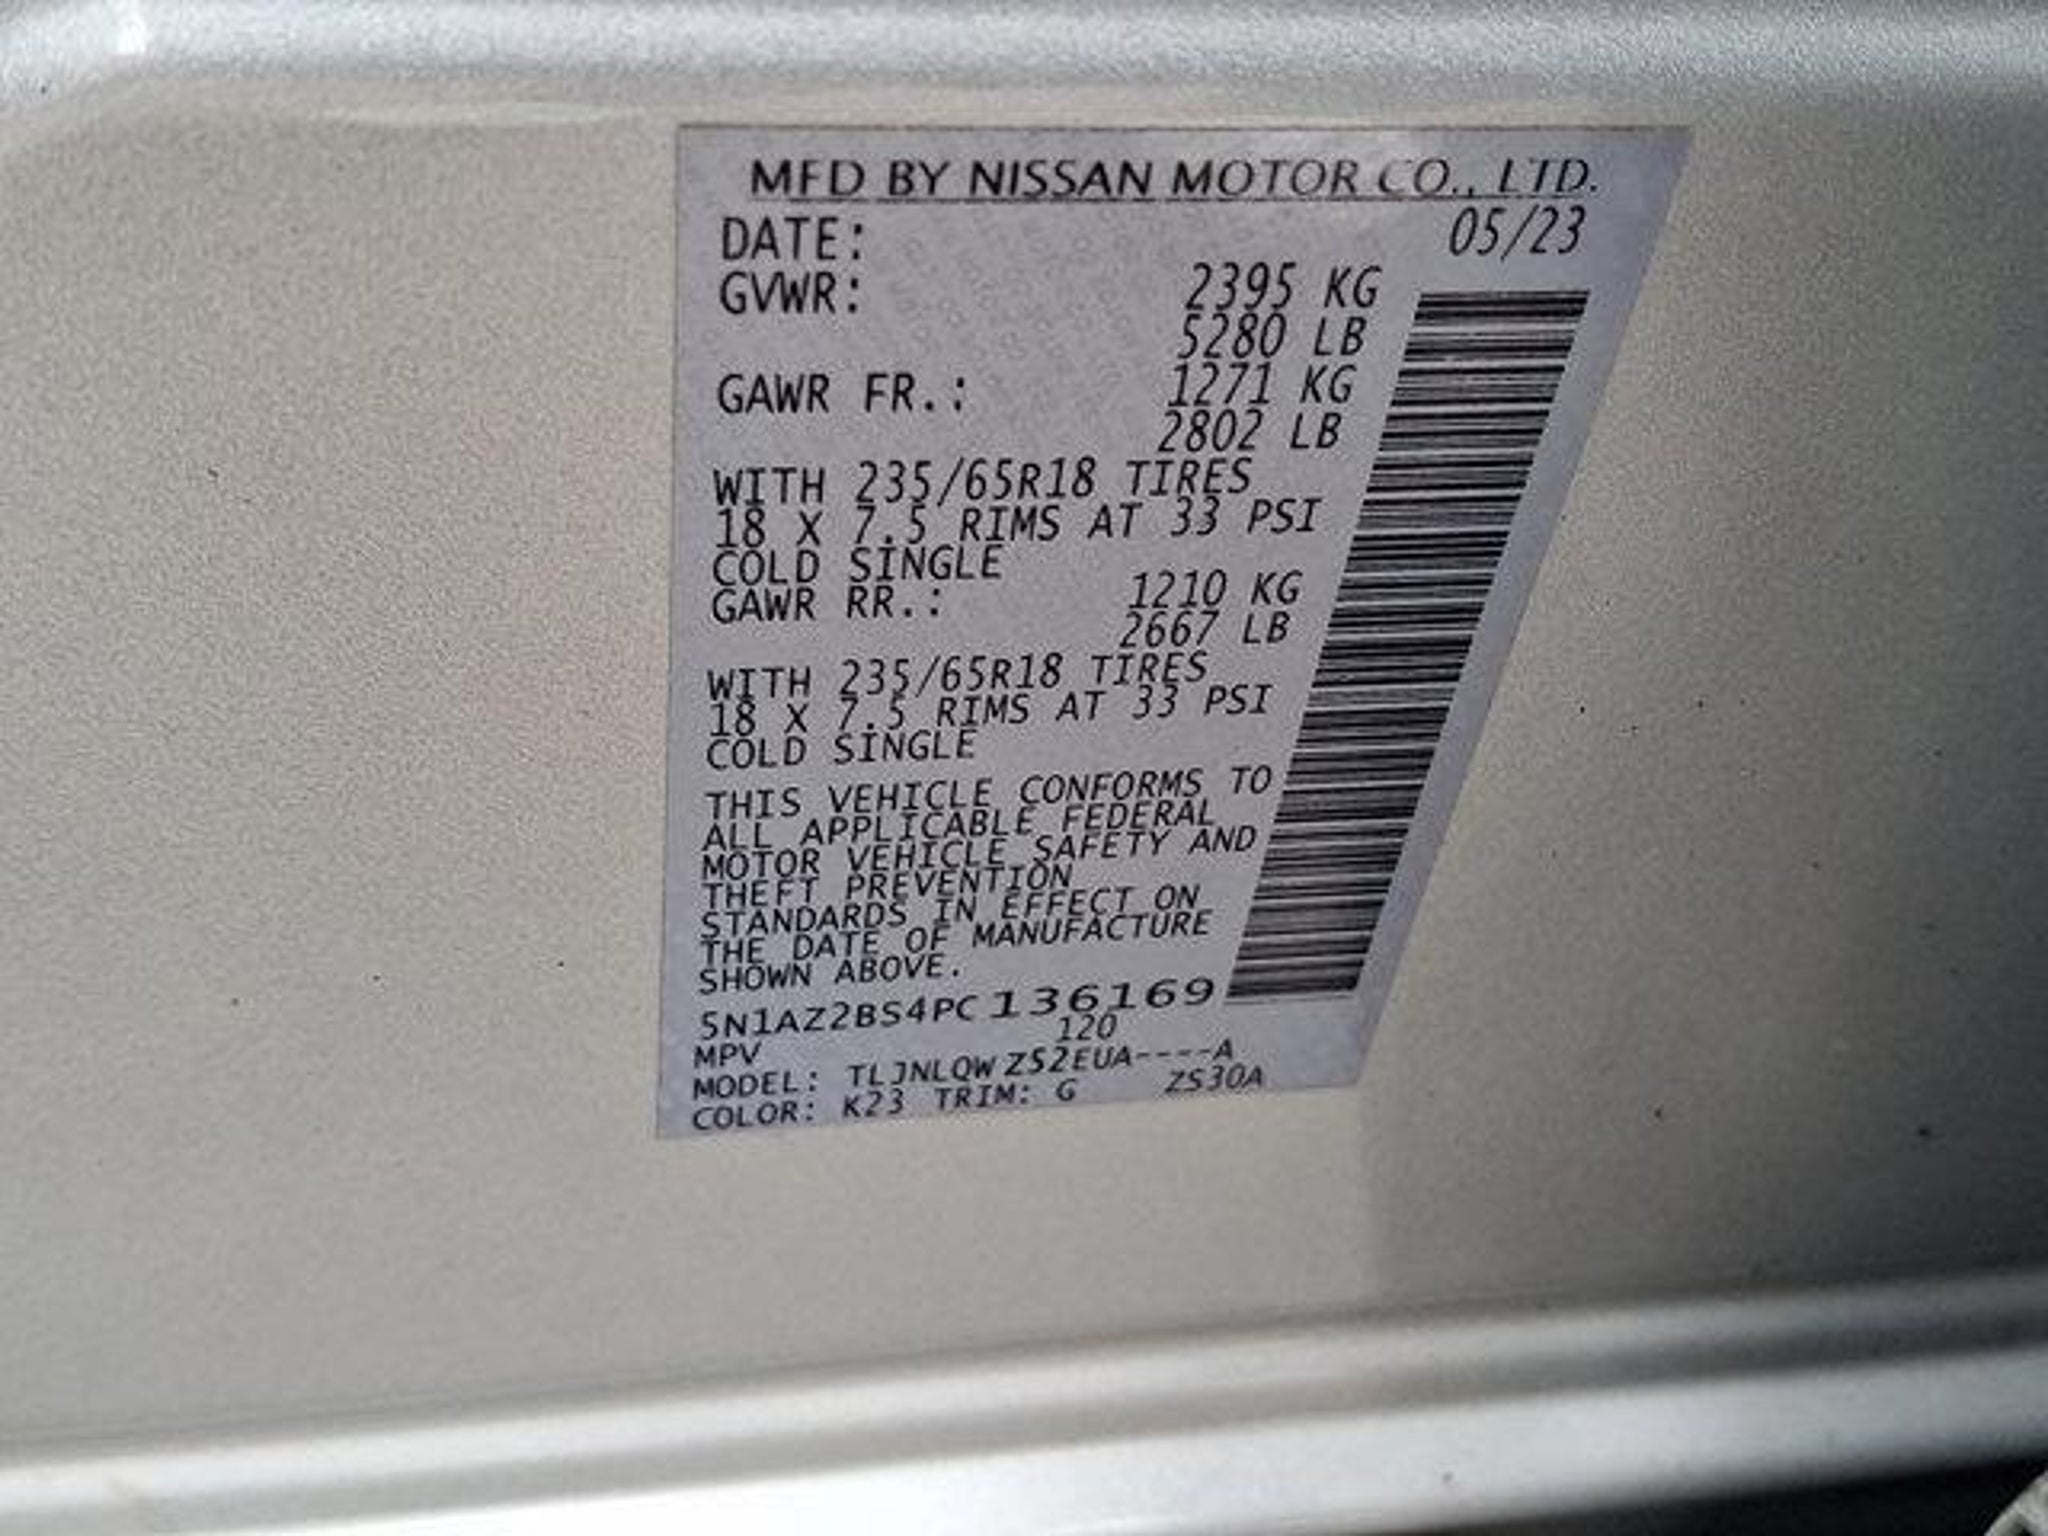 MFD BY NISSAN MOTOR CO., LTD.
DATE: 05/23
GVWR: 2395 KG
5280 LB
GAWR FR.: 1271 KG
2802 LB
WITH 235/65R18 TIRES
18 X 7.5 RIMS AT 33 PSI
COLD SINGLE
GAWR RR.: 1210 KG
2667 LB
WITH 235/65R18 TIRES
18 X 7.5 RIMS AT 33 PSI
COLD SINGLE
THIS VEHICLE CONFORMS TO
ALL APPLICABLE FEDERAL
MOTOR VEHICLE SAFETY AND
THEFT PREVENTION
STANDARDS IN EFFECT ON
THE DATE OF MANUFACTURE
SHOWN ABOVE.
5N1AZ2BS4PC136169
MPV 120
MODEL: TLJNLQWZS2EUA----A
COLOR: K23 TRIM: G ZS30A